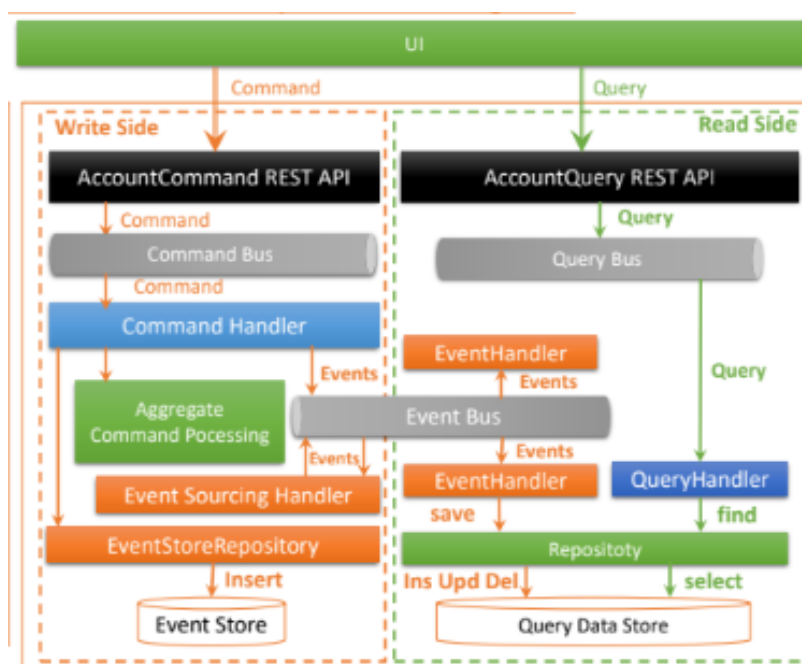 UI
Command
Query
Write Side
Read Side
AccountCommand REST API
AccountQuery REST API
Command
Query
Command Bus
Query Bus
Command
Command Handler
EventHandler
Events
Events
Query
Aggregate
Command Pocessing
Event Bus
Events
Events
Event Sourcing Handler
EventHandler
QueryHandler
save
find
EventStoreRepository
Repositoty
Insert
Ins Upd Del
select
Event Store
Query Data Store